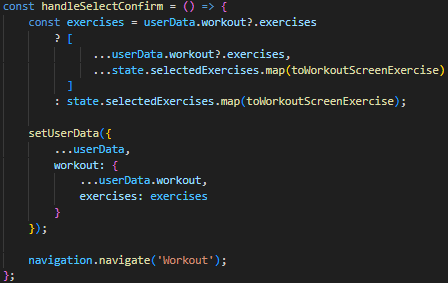 const handleSelectConfirm = () => {
    const exercises = userData.workout?.exercises
        ? [
            ...userData.workout?.exercises,
            ...state.selectedExercises.map(toWorkoutScreenExercise)
        ]
        : state.selectedExercises.map(toWorkoutScreenExercise);

    setUserData({
        ...userData,
        workout: {
            ...userData.workout,
            exercises: exercises
        }
    });

    navigation.navigate('Workout');
};